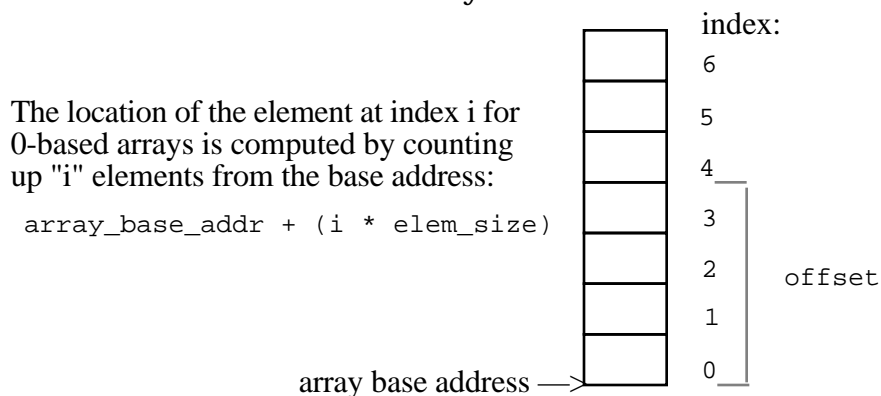 index:
6
The location of the element at index i for
0-based arrays is computed by counting
up "i" elements from the base address:
array_base_addr + (i * elem_size)
5
4
3
2
offset
1
0
array base address